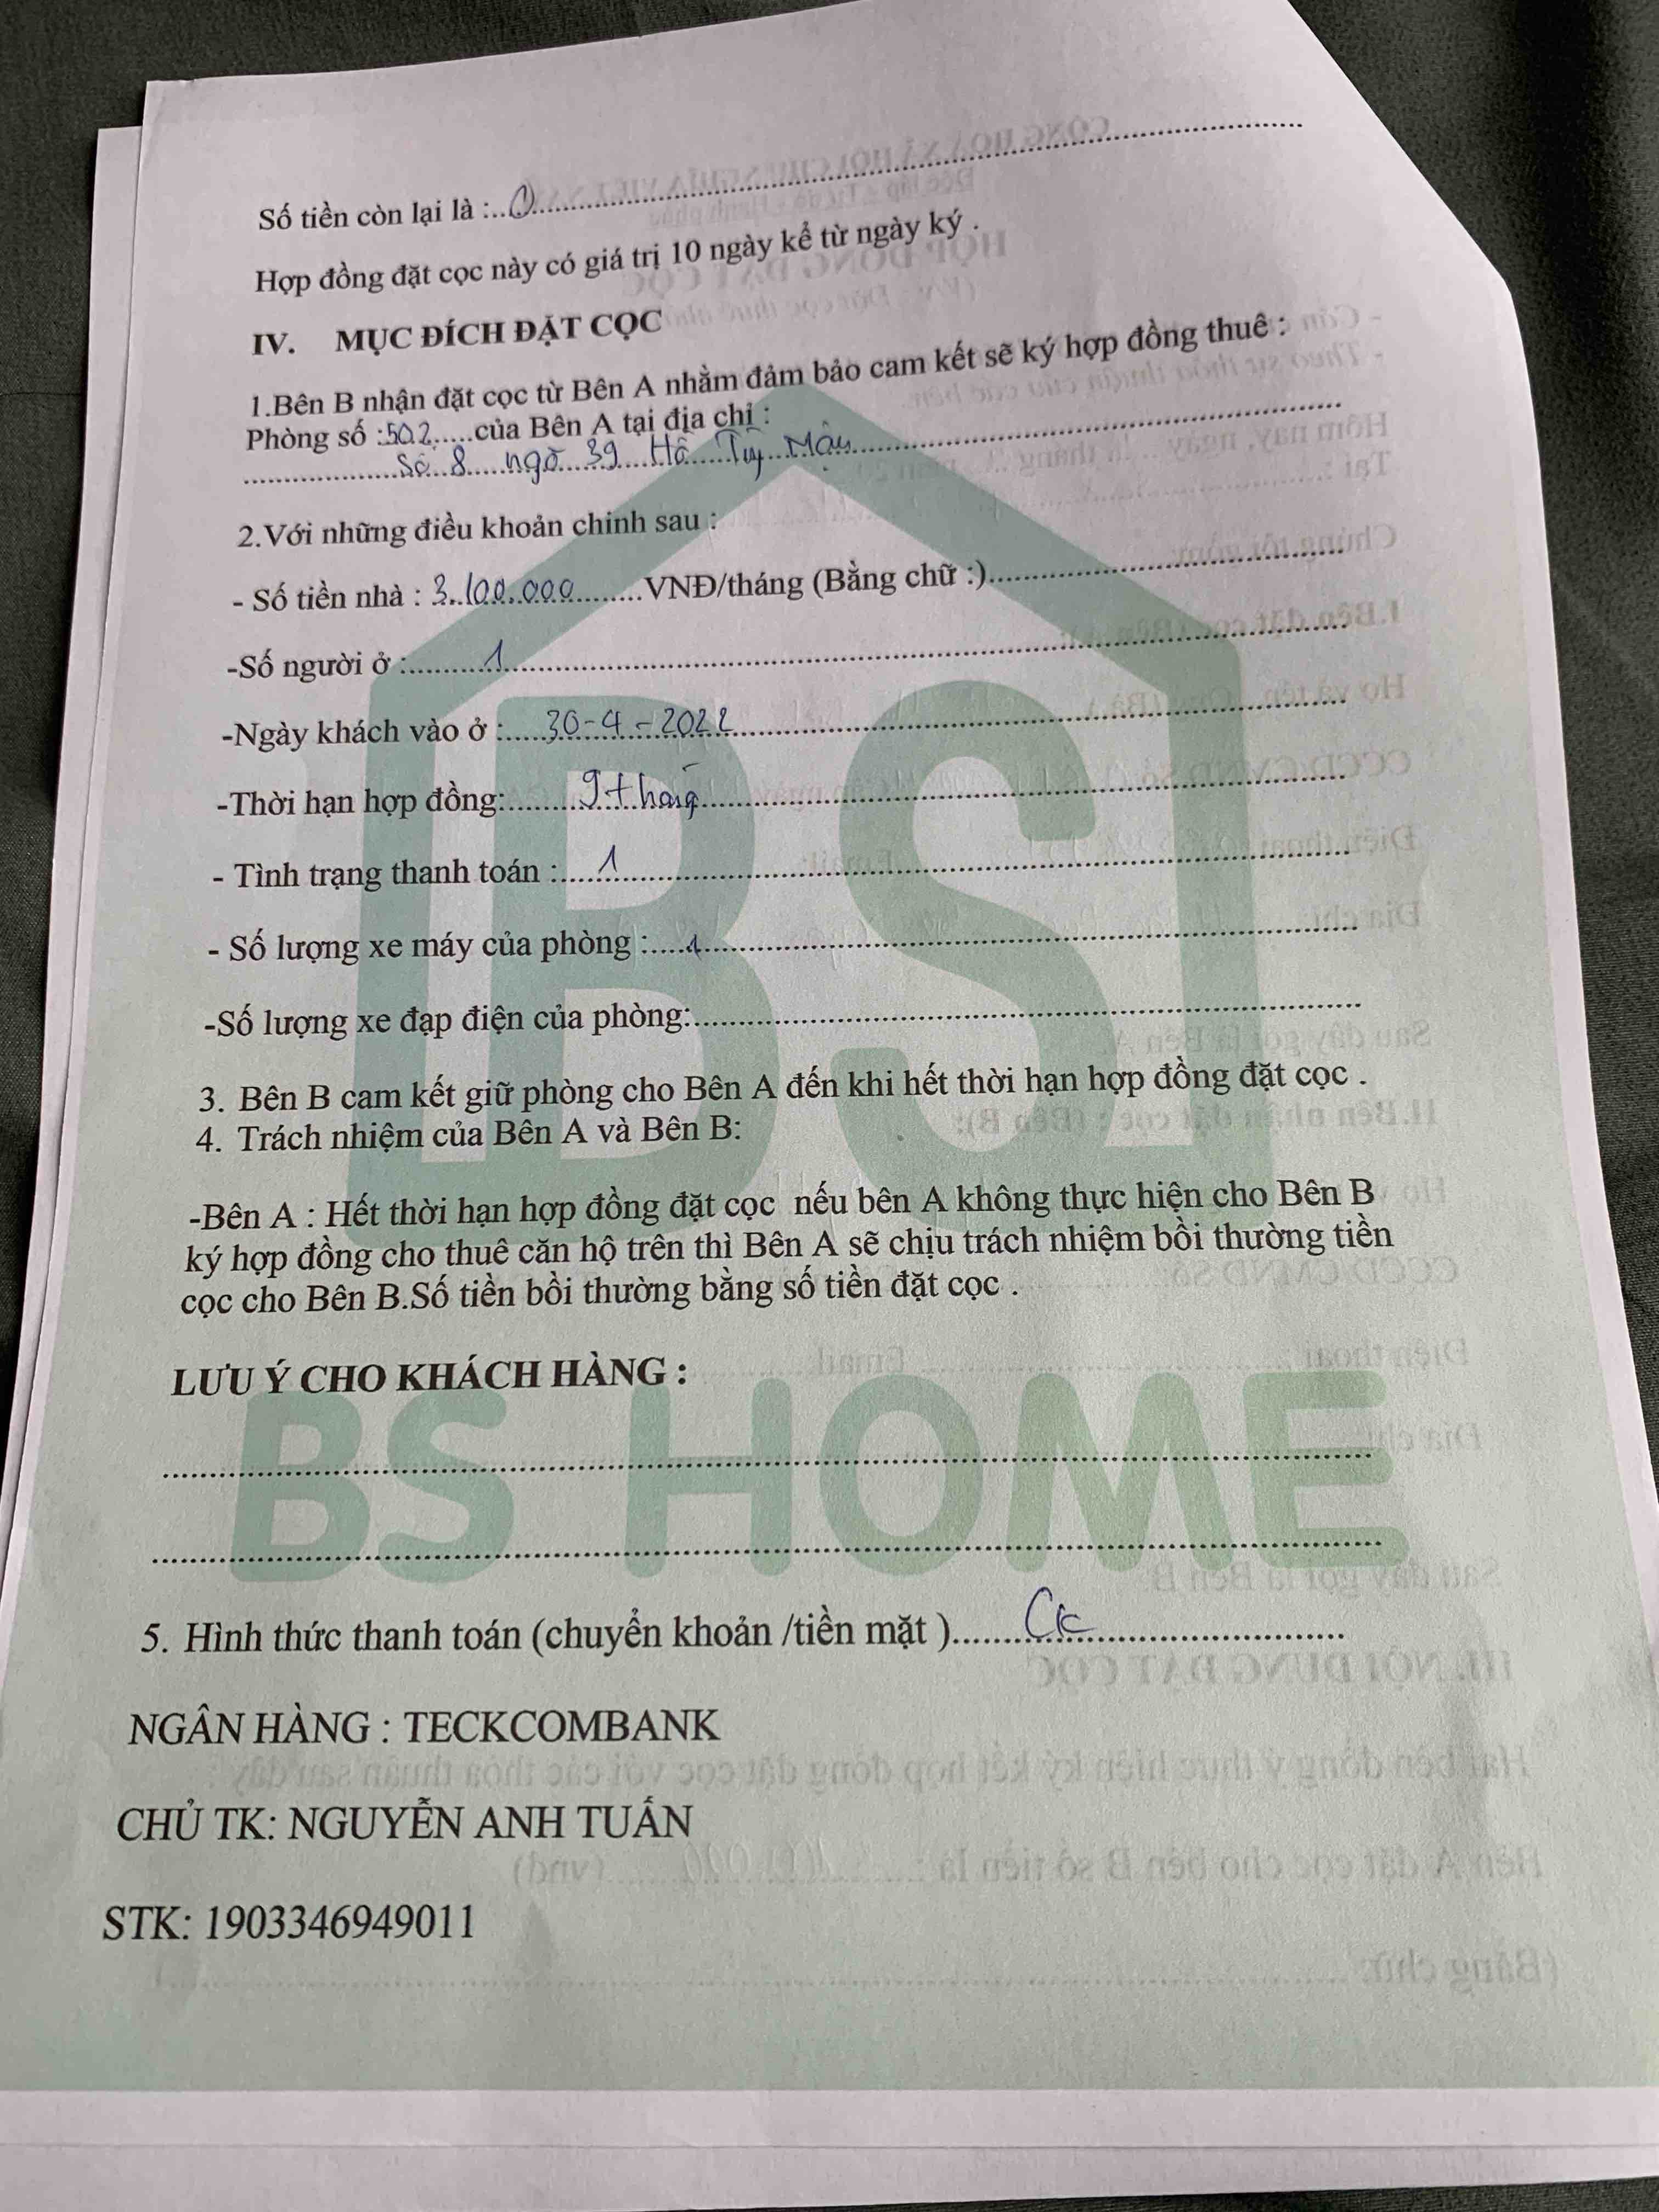 Số tiền còn lại là :..0
Hợp đồng đặt cọc này có giá trị 10 ngày kể từ ngày ký .
IV. MỤC ĐÍCH ĐẶT CỌC
1.Bên B nhận đặt cọc từ Bên A nhằm đảm bảo cam kết sẽ ký hợp đồng thuê :
Phòng số :502.....của Bên A tại địa chỉ :
Số 8 ngõ 39 Hồ Tùy Mậu
2.Với những điều khoản chính sau :
- Số tiền nhà : 3.100.000........VNĐ/tháng (Bằng chữ :)
-Số người ở : 1
-Ngày khách vào ở : 30-4-2022
-Thời hạn hợp đồng: 9 tháng
- Tình trạng thanh toán : 1
- Số lượng xe máy của phòng : 1
-Số lượng xe đạp điện của phòng:
3. Bên B cam kết giữ phòng cho Bên A đến khi hết thời hạn hợp đồng đặt cọc .
4. Trách nhiệm của Bên A và Bên B:
-Bên A : Hết thời hạn hợp đồng đặt cọc nếu bên A không thực hiện cho Bên B
ký hợp đồng cho thuê căn hộ trên thì Bên A sẽ chịu trách nhiệm bồi thường tiền
cọc cho Bên B.Số tiền bồi thường bằng số tiền đặt cọc .
LƯU Ý CHO KHÁCH HÀNG :
BS HOME
5. Hình thức thanh toán (chuyển khoản /tiền mặt ) Ck
NGÂN HÀNG : TECKCOMBANK
CHỦ TK: NGUYỄN ANH TUẤN
STK: 1903346949011